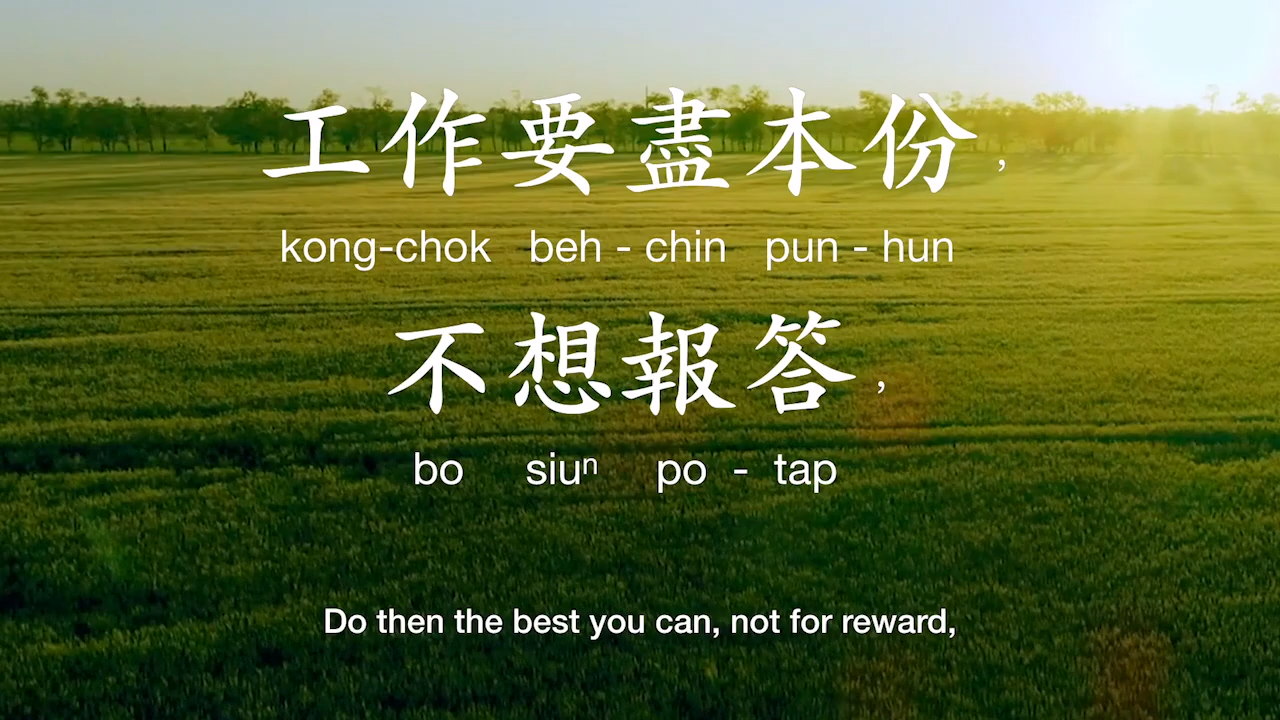 工作要盡本份，
kong-chok beh - chin pun - hun
不想報答，
bo siuⁿ po - tap
Do then the best you can, not for reward,